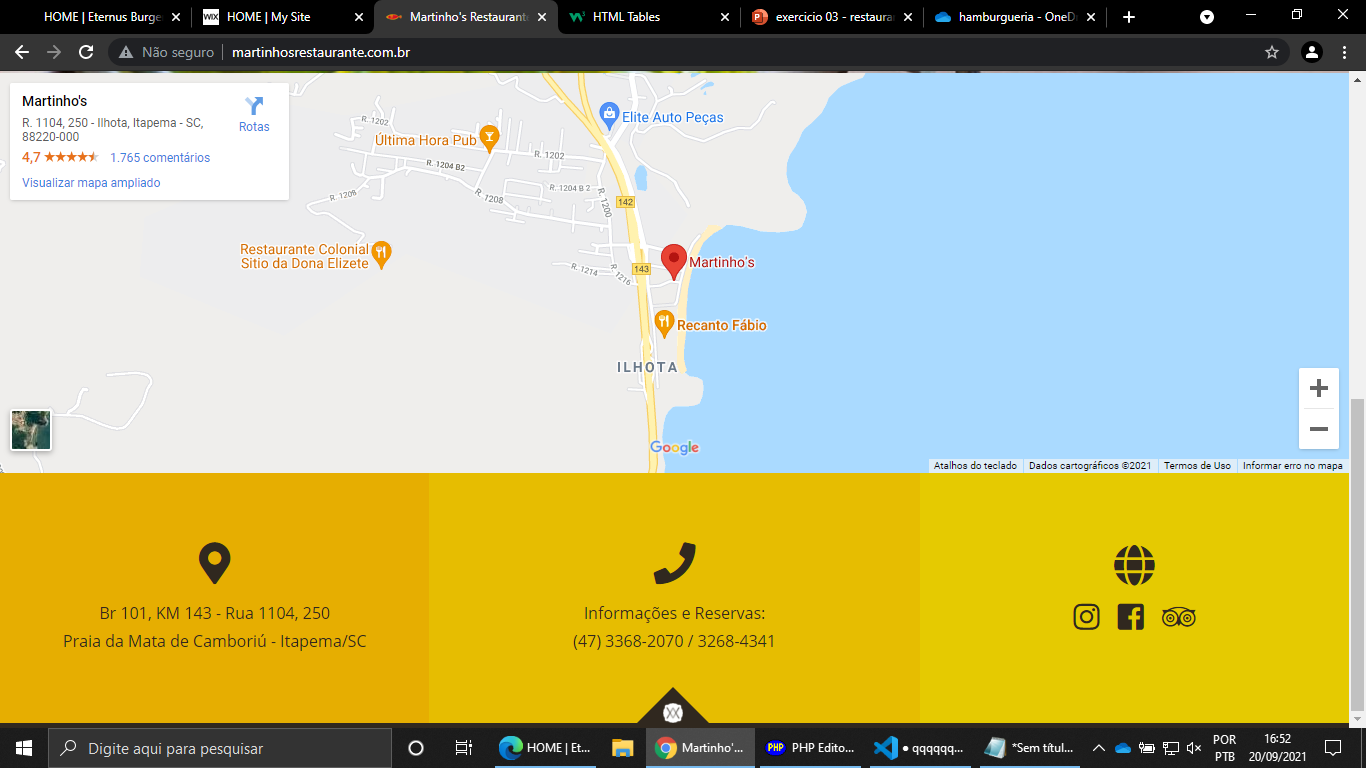 HOME | Eternus Burge
WIX
HOME | My Site
Martinho's Restaurante
HTML Tables
exercicio 03 - restaura
hamburgueria - OneD
Não seguro
martinhosrestaurante.com.br
Martinho's
R. 1104, 250 - Ilhota, Itapema - SC,
88220-000
Rotas
4,7
1.765 comentários
Visualizar mapa ampliado
Elite Auto Peças
Última Hora Pub
R. 1202
R. 1202
R. 1204 B2
R. 1204 B 2
R. 1208
R. 1208
R. 1200
142
Restaurante Colonial
Sítio da Dona Elizete
143
R. 1214
R. 1216
Martinho's
Recanto Fábio
ILHOTA
Google
Atalhos do teclado
Dados cartográficos ©2021
Termos de Uso
Informar erro no mapa
Br 101, KM 143 - Rua 1104, 250
Praia da Mata de Camboriú - Itapema/SC
Informações e Reservas:
(47) 3368-2070 / 3268-4341
Digite aqui para pesquisar
HOME | Et...
Martinho'...
PHP
PHP Edito...
● qqqqqq...
*Sem títul...
POR
PTB
16:52
20/09/2021